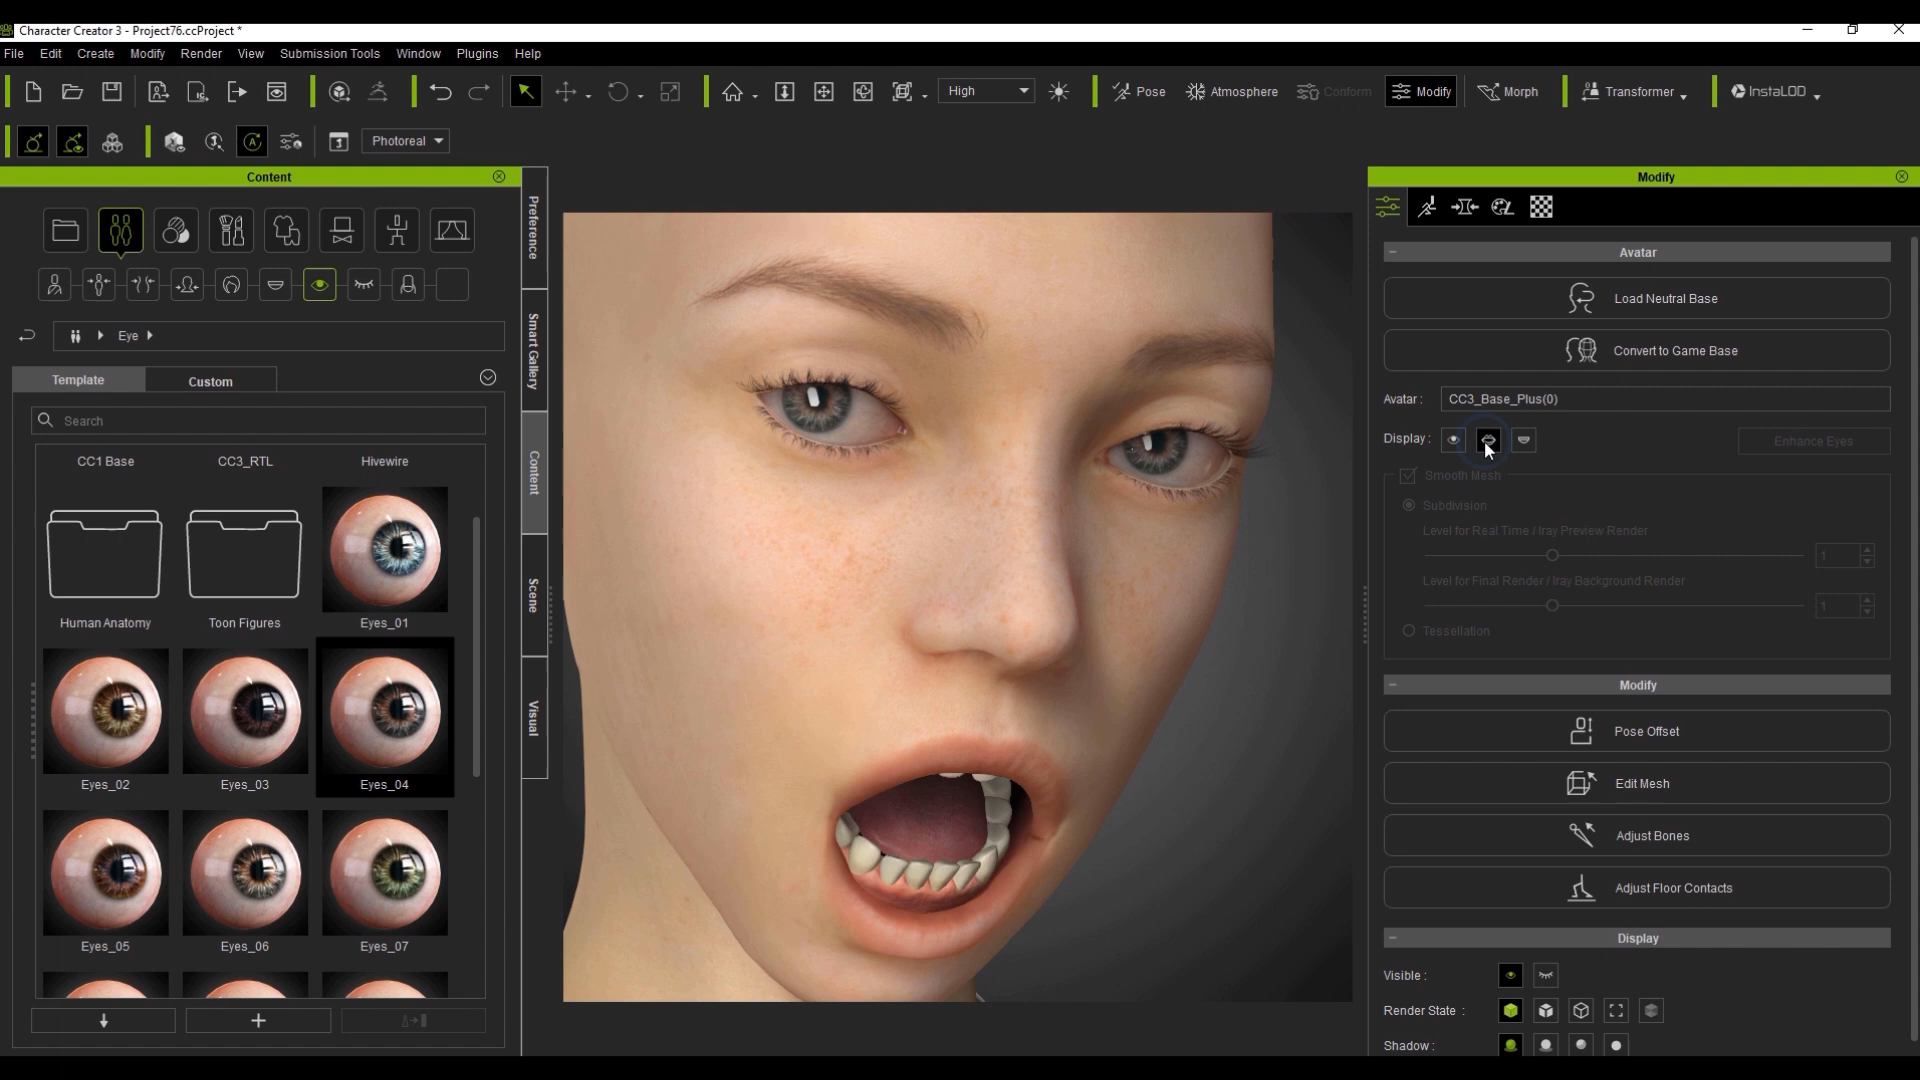 Character Creator 3 - Project76.ccProject *
File Edit Create Modify Render View Submission Tools Window Plugins Help
High
Pose Atmosphere Conform Modify Morph Transformer InstaLOD
Photoreal
Content
Eye
Template Custom
Search
CC1 Base CC3_RTL Hivewire
Human Anatomy Toon Figures Eyes_01
Eyes_02 Eyes_03 Eyes_04
Eyes_05 Eyes_06 Eyes_07
Preference
Smart Gallery
Content
Scene
Visual
Modify
Avatar
Load Neutral Base
Convert to Game Base
Avatar : CC3_Base_Plus(0)
Display : Enhance Eyes
Smooth Mesh
Subdivision
Level for Real Time / Iray Preview Render
1
Level for Final Render / Iray Background Render
1
Tessellation
Modify
Pose Offset
Edit Mesh
Adjust Bones
Adjust Floor Contacts
Display
Visible :
Render State :
Shadow :